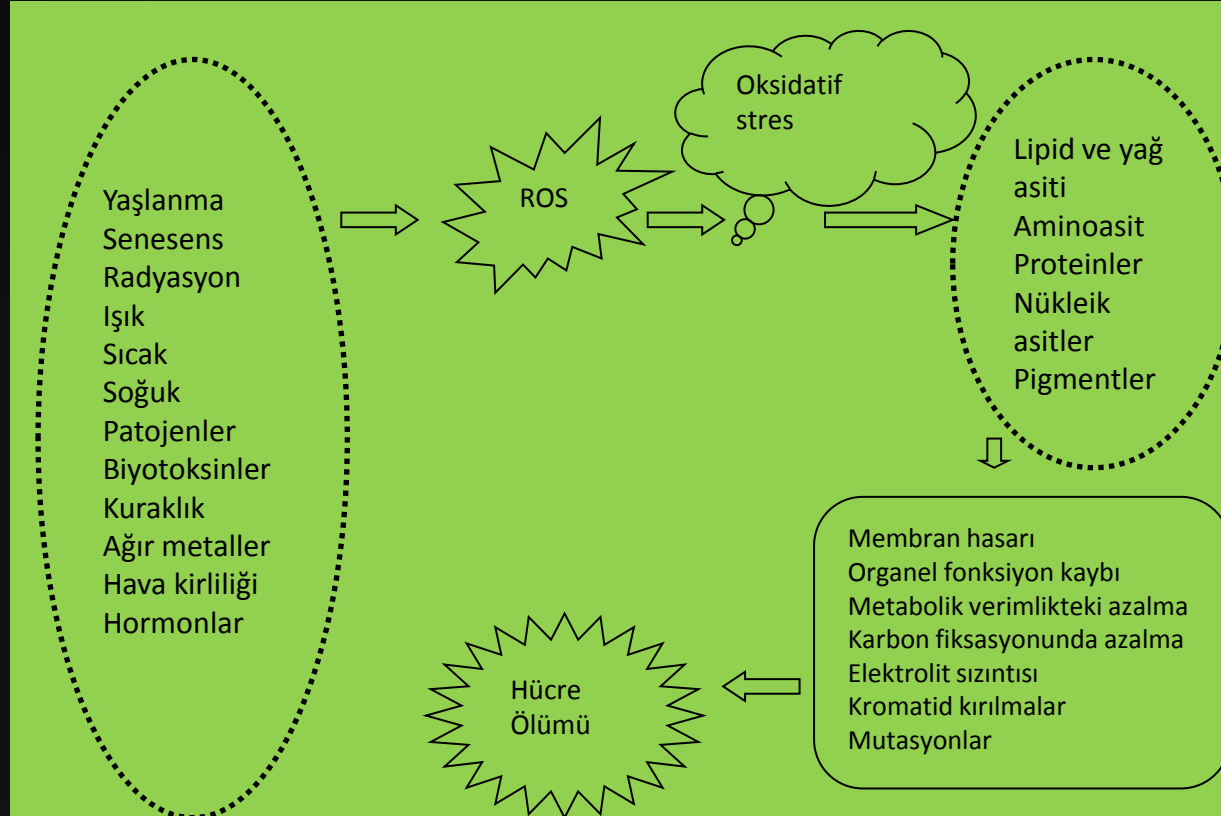 Yaşlanma
Senesens
Radyasyon
Işık
Sıcak
Soğuk
Patojenler
Biyotoksinler
Kuraklık
Ağır metaller
Hava kirliliği
Hormonlar
ROS
Oksidatif
stres
Lipid ve yağ
asiti
Aminoasit
Proteinler
Nükleik
asitler
Pigmentler
Membran hasarı
Organel fonksiyon kaybı
Metabolik verimlikteki azalma
Karbon fiksasyonunda azalma
Elektrolit sızıntısı
Kromatid kırılmalar
Mutasyonlar
Hücre
Ölümü